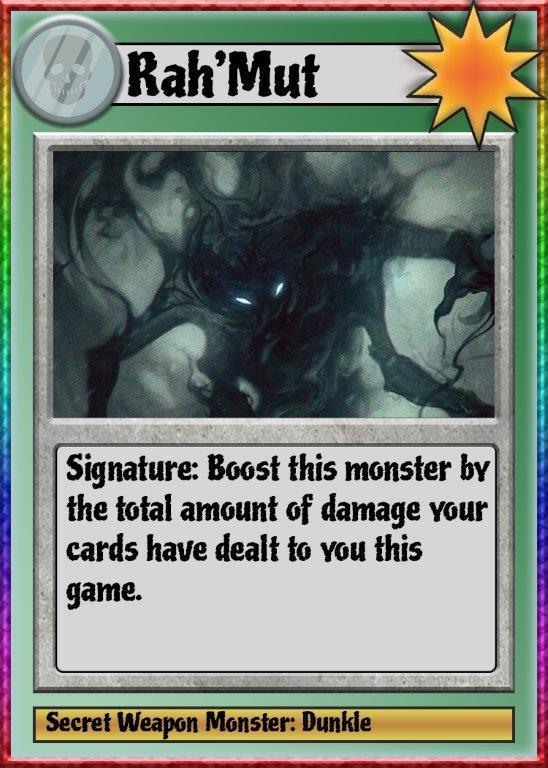 Rah'Mut
Signature: Boost this monster by
the total amount of damage your
cards have dealt to you this
game.
Secret Weapon Monster: Dunkle